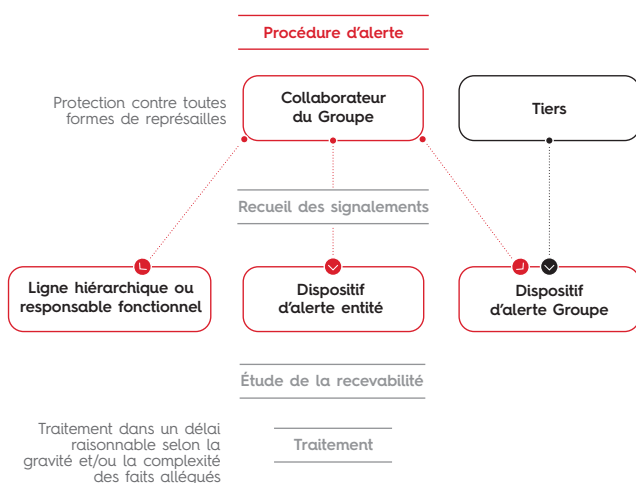 Procédure d'alerte
Protection contre toutes
formes de représailles
Collaborateur
du Groupe
Tiers
Recueil des signalements
Ligne hiérarchique ou
responsable fonctionnel
Dispositif
d'alerte entité
Dispositif
d'alerte Groupe
Étude de la recevabilité
Traitement dans un délai
raisonnable selon la
gravité et/ou la complexité
des faits allégués
Traitement